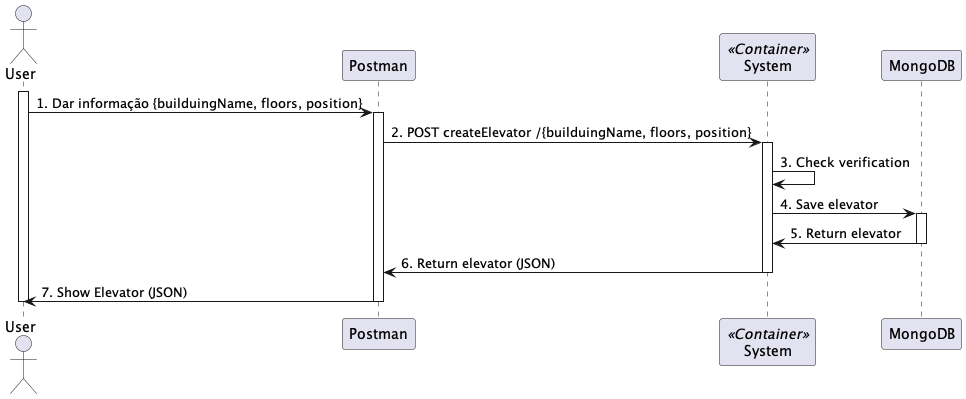 User
Postman
«Container»
System
MongoDB
1. Dar informação {builduingName, floors, position}
2. POST createElevator /{builduingName, floors, position}
3. Check verification
4. Save elevator
5. Return elevator
6. Return elevator (JSON)
7. Show Elevator (JSON)
User
Postman
«Container»
System
MongoDB